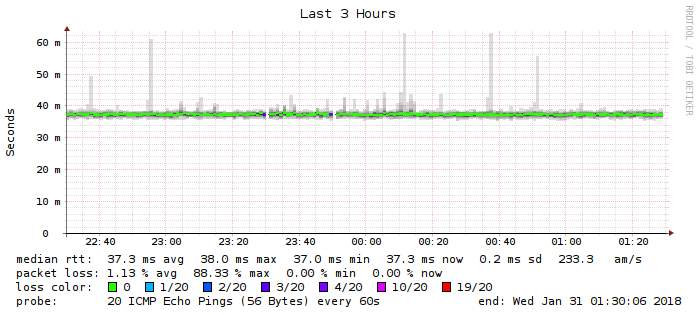 Last 3 Hours
RRDTOOL / TOBI OETIKER
Seconds
60 m
50 m
40 m
30 m
20 m
10 m
0
22:40 23:00 23:20 23:40 00:00 00:20 00:40 01:00 01:20
median rtt: 37.3 ms avg 38.0 ms max 37.0 ms min 37.3 ms now 0.2 ms sd 233.3 am/s
packet loss: 1.13 % avg 88.33 % max 0.00 % min 0.00 % now
loss color: 0 1/20 2/20 3/20 4/20 10/20 19/20
probe: 20 ICMP Echo Pings (56 Bytes) every 60s end: Wed Jan 31 01:30:06 2018